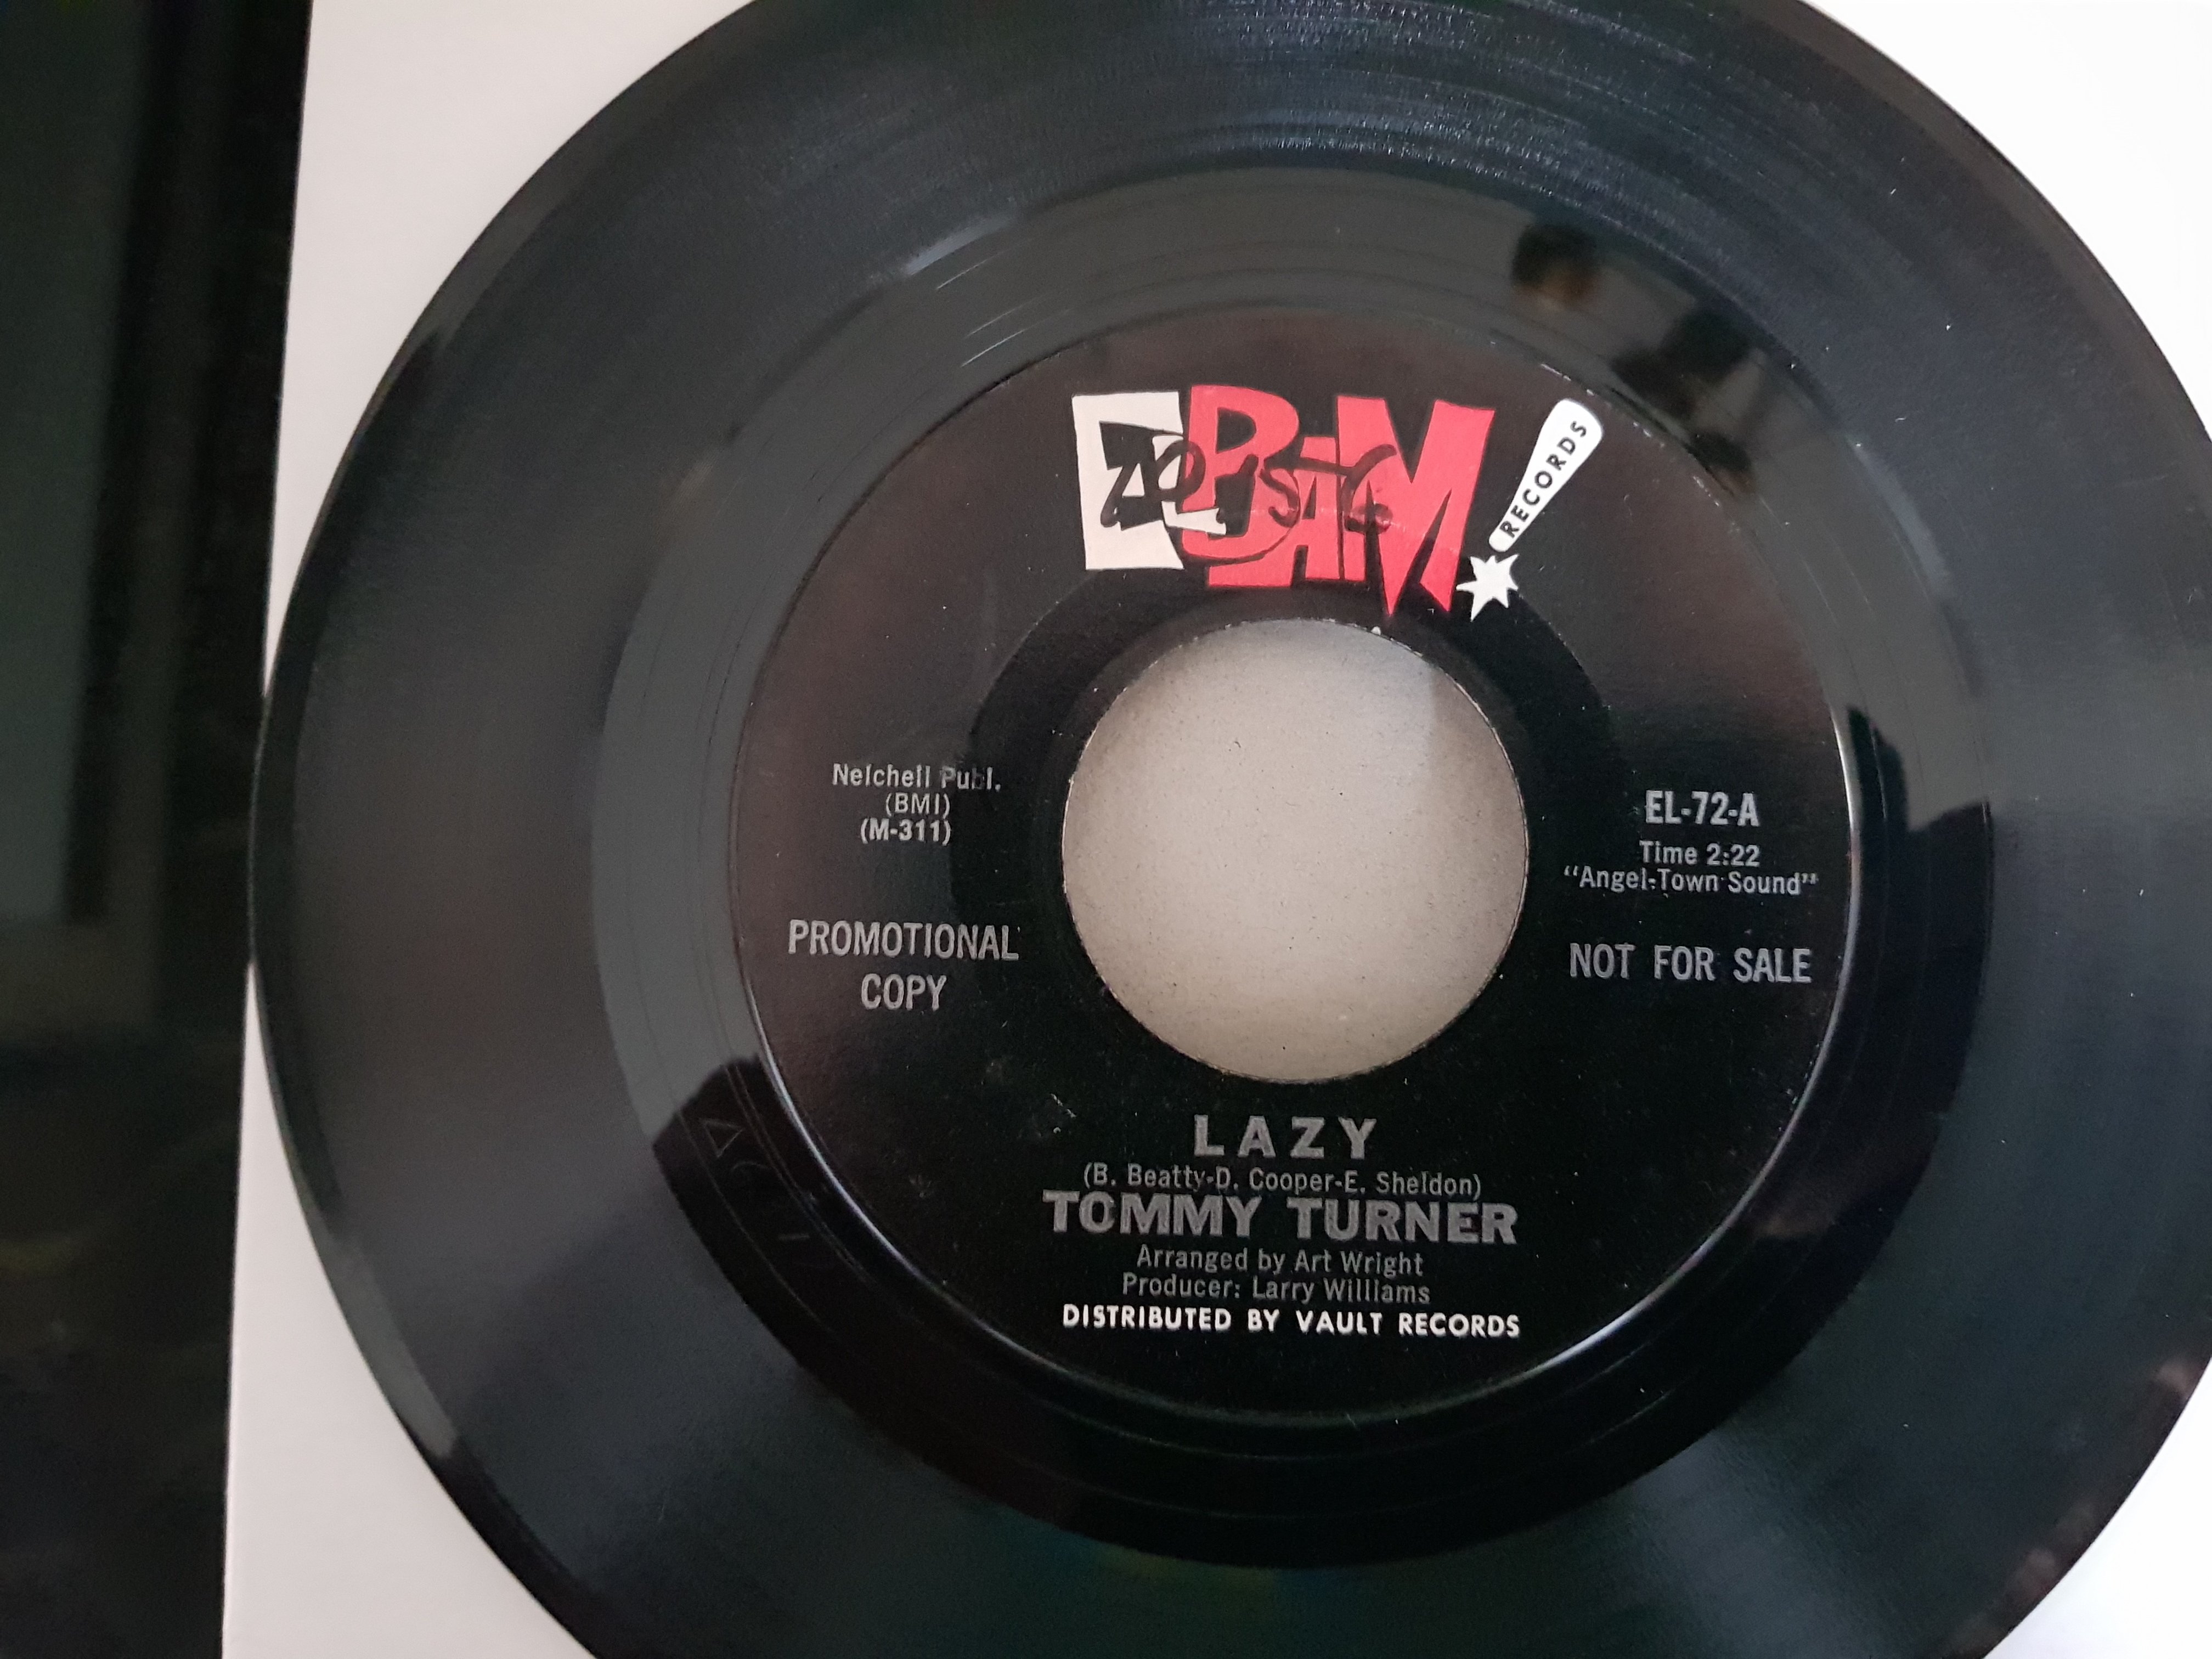 EL BAM!
RECORDS
Nelchell Publ.
(BMI)
(M-311)
EL-72-A
Time 2:22
"Angel-Town Sound"
PROMOTIONAL
COPY
NOT FOR SALE
LAZY
(B. Beatty-D. Cooper-E. Sheldon)
TOMMY TURNER
Arranged by Art Wright
Producer: Larry Williams
DISTRIBUTED BY VAULT RECORDS